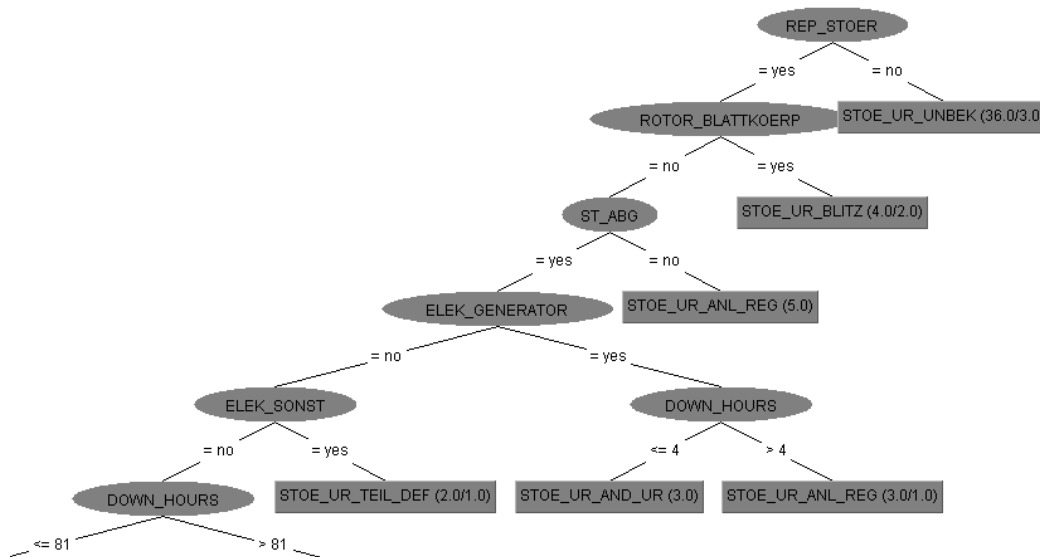 REP_STOER
= yes
= no
ROTOR_BLATTKOERP
STOE_UR_UNBEK (36.0/3.0
= no
= yes
ST_ABG
STOE_UR_BLITZ (4.0/2.0)
= yes
= no
ELEK_GENERATOR
STOE_UR_ANL_REG (5.0)
= no
= yes
ELEK_SONST
DOWN_HOURS
= no
= yes
<= 4
> 4
DOWN_HOURS
STOE_UR_TEIL_DEF (2.0/1.0)
STOE_UR_AND_UR (3.0)
STOE_UR_ANL_REG (3.0/1.0)
<= 81
> 81